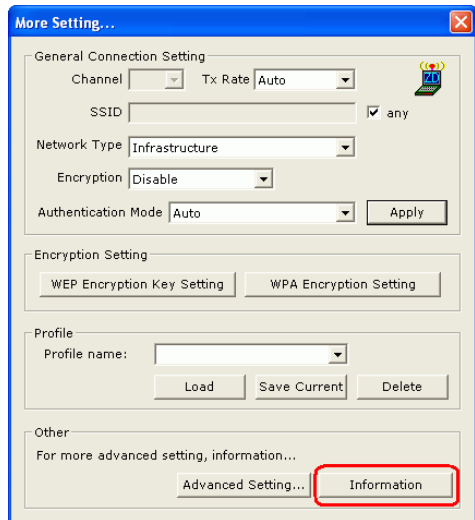 More Setting...
General Connection Setting
Channel Tx Rate Auto
ZD
SSID any
Network Type Infrastructure
Encryption Disable
Authentication Mode Auto Apply
Encryption Setting
WEP Encryption Key Setting WPA Encryption Setting
Profile
Profile name:
Load Save Current Delete
Other
For more advanced setting, information...
Advanced Setting... Information